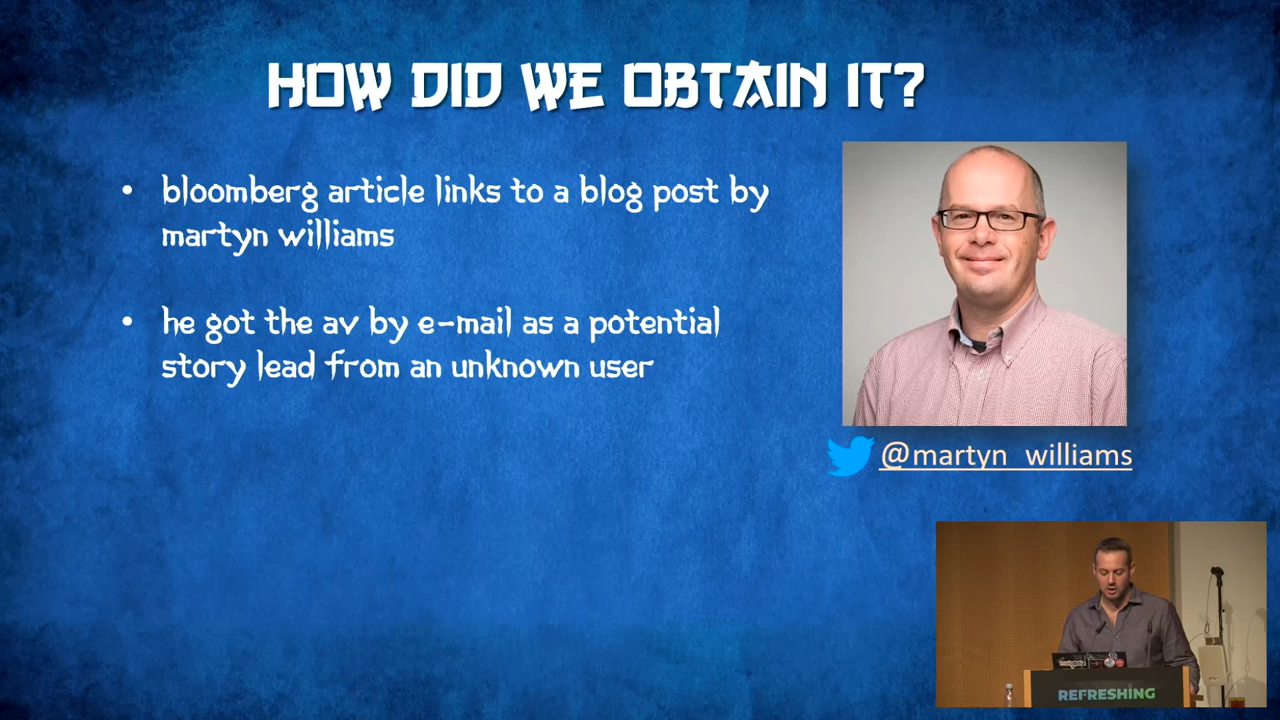 HOW DID WE OBTAIN IT?
• bloomberg article links to a blog post by
martyn williams
• he got the av by e-mail as a potential
story lead from an unknown user
@martyn_williams
REFRESHING